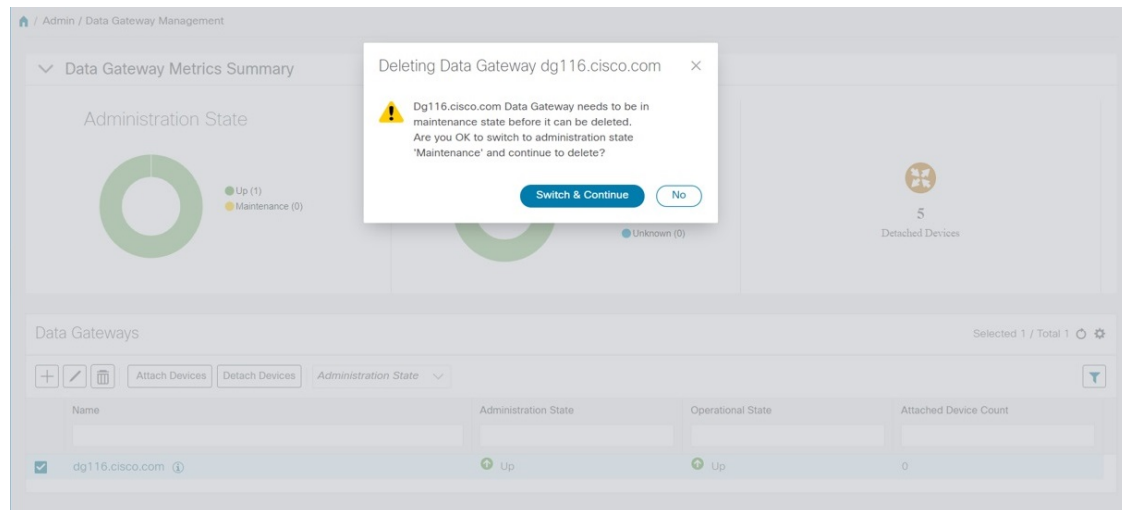 / Admin / Data Gateway Management
Data Gateway Metrics Summary
Deleting Data Gateway dg116.cisco.com
Dg116.cisco.com Data Gateway needs to be in
maintenance state before it can be deleted.
Are you OK to switch to administration state
'Maintenance' and continue to delete?
Switch & Continue
No
Administration State
Up (1)
Maintenance (0)
Unknown (0)
5
Detached Devices
Data Gateways
Selected 1 / Total 1
Attach Devices
Detach Devices
Administration State
Name
Administration State
Operational State
Attached Device Count
dg116.cisco.com
Up
Up
0